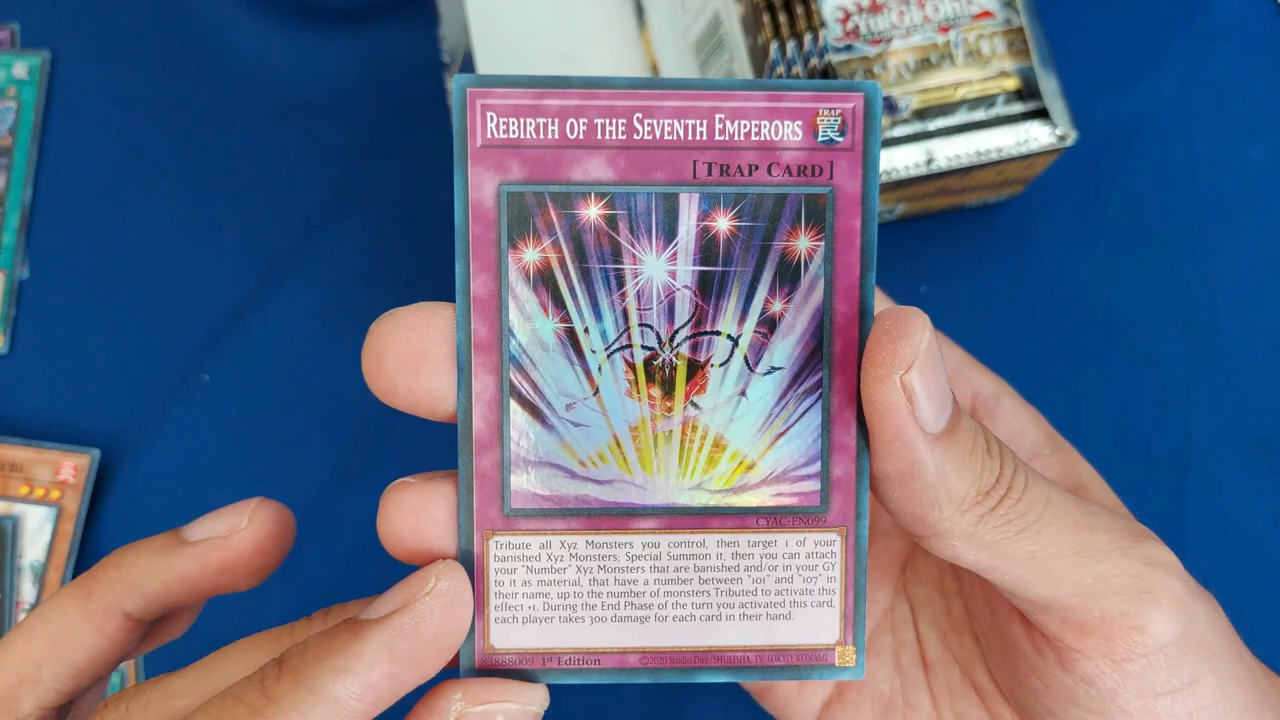 Yu-Gi-Oh!
REBIRTH OF THE SEVENTH EMPERORS
TRAP
罠
[TRAP CARD]
CYAC-EN099
Tribute all Xyz Monsters you control, then target 1 of your
banished Xyz Monsters; Special Summon it, then you can attach
your "Number" Xyz Monsters that are banished and/or in your GY
to it as material, that have a number between "101" and "107" in
their name, up to the number of monsters Tributed to activate this
effect +1. During the End Phase of the turn you activated this card,
each player takes 300 damage for each card in their hand.
83888009 1st Edition ©2020 Studio Dice/SHUEISHA, TV TOKYO, KONAMI